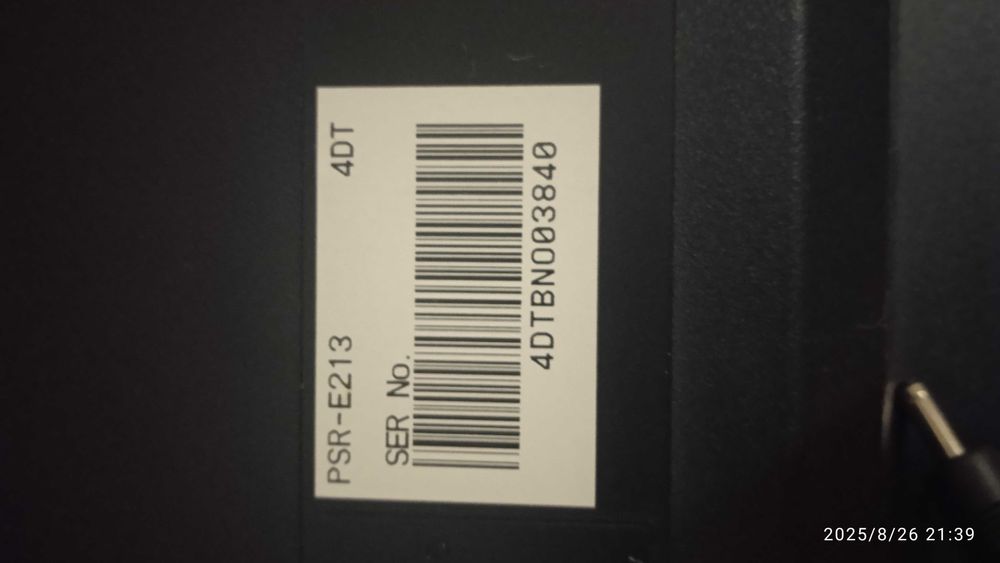 PSR-E213 4DT
SER No.
4DTBN003840
2025/8/26 21:39